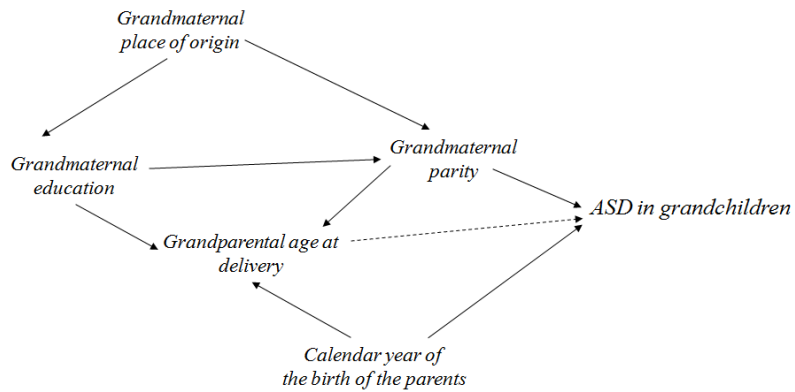 Grandmaternal
place of origin
Grandmaternal
education
Grandmaternal
parity
ASD in grandchildren
Grandparental age at
delivery
Calendar year of
the birth of the parents